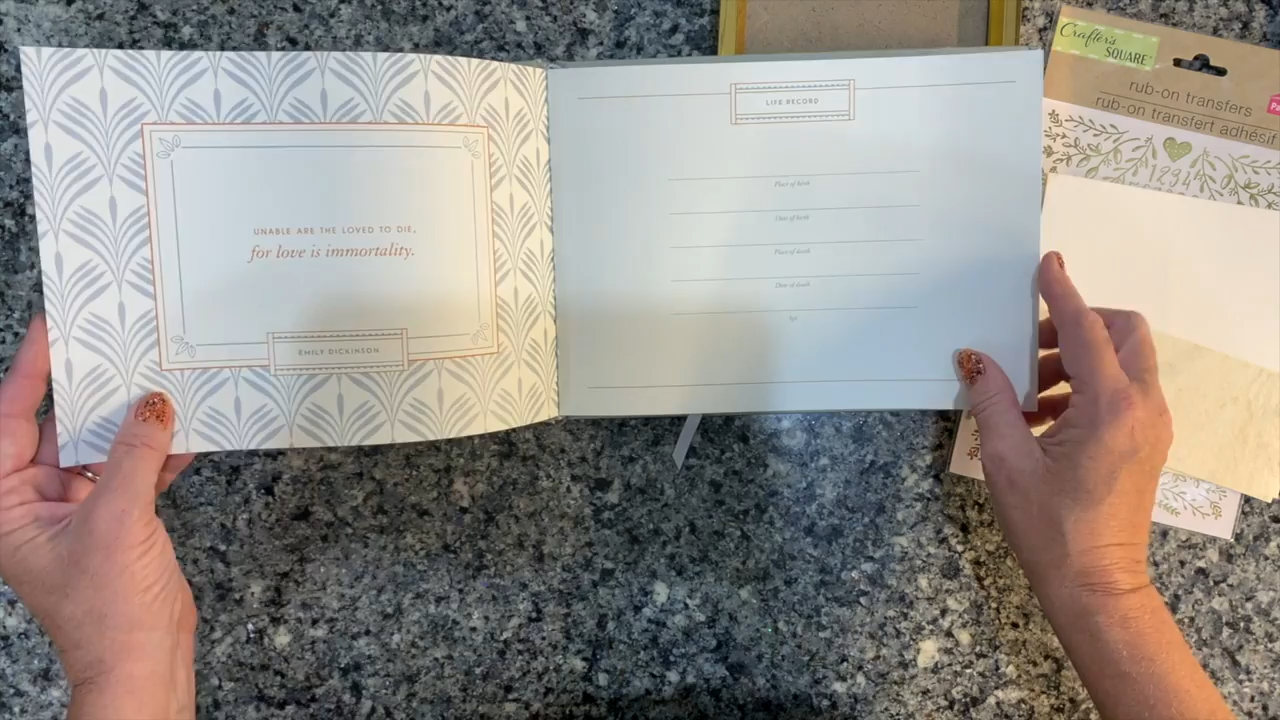 UNABLE ARE THE LOVED TO DIE,
for love is immortality.
EMILY DICKINSON
LIFE RECORD
Place of birth
Date of birth
Place of death
Date of death
Age
Crafter's
SQUARE
rub-on transfers
rub-on transfert adhésif
1234